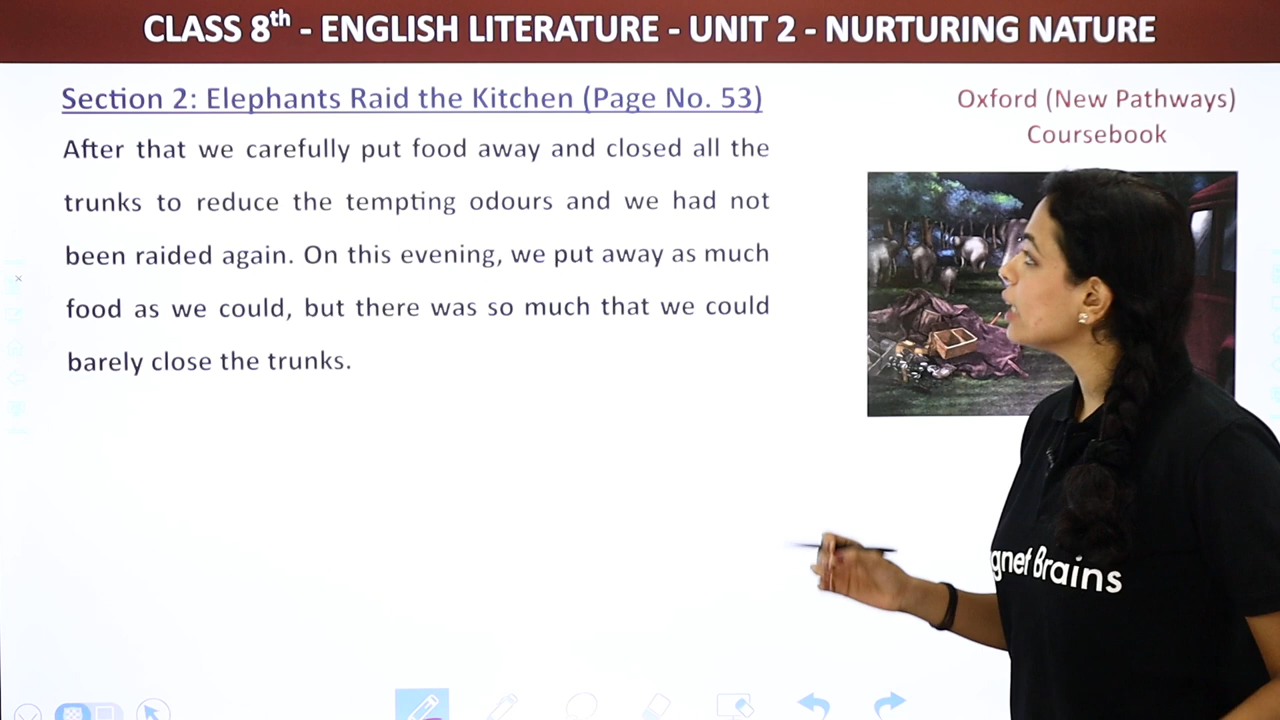 CLASS 8th - ENGLISH LITERATURE - UNIT 2 - NURTURING NATURE
Section 2: Elephants Raid the Kitchen (Page No. 53)
After that we carefully put food away and closed all the
trunks to reduce the tempting odours and we had not
been raided again. On this evening, we put away as much
food as we could, but there was so much that we could
barely close the trunks.
Oxford (New Pathways)
Coursebook
gnet Brains